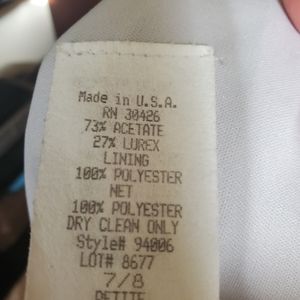 Made in U.S.A.
RN 30426
73% ACETATE
27% LUREX
LINING
100% POLYESTER
NET
100% POLYESTER
DRY CLEAN ONLY
Style# 94006
LOT# 8677
7/8
PETITE